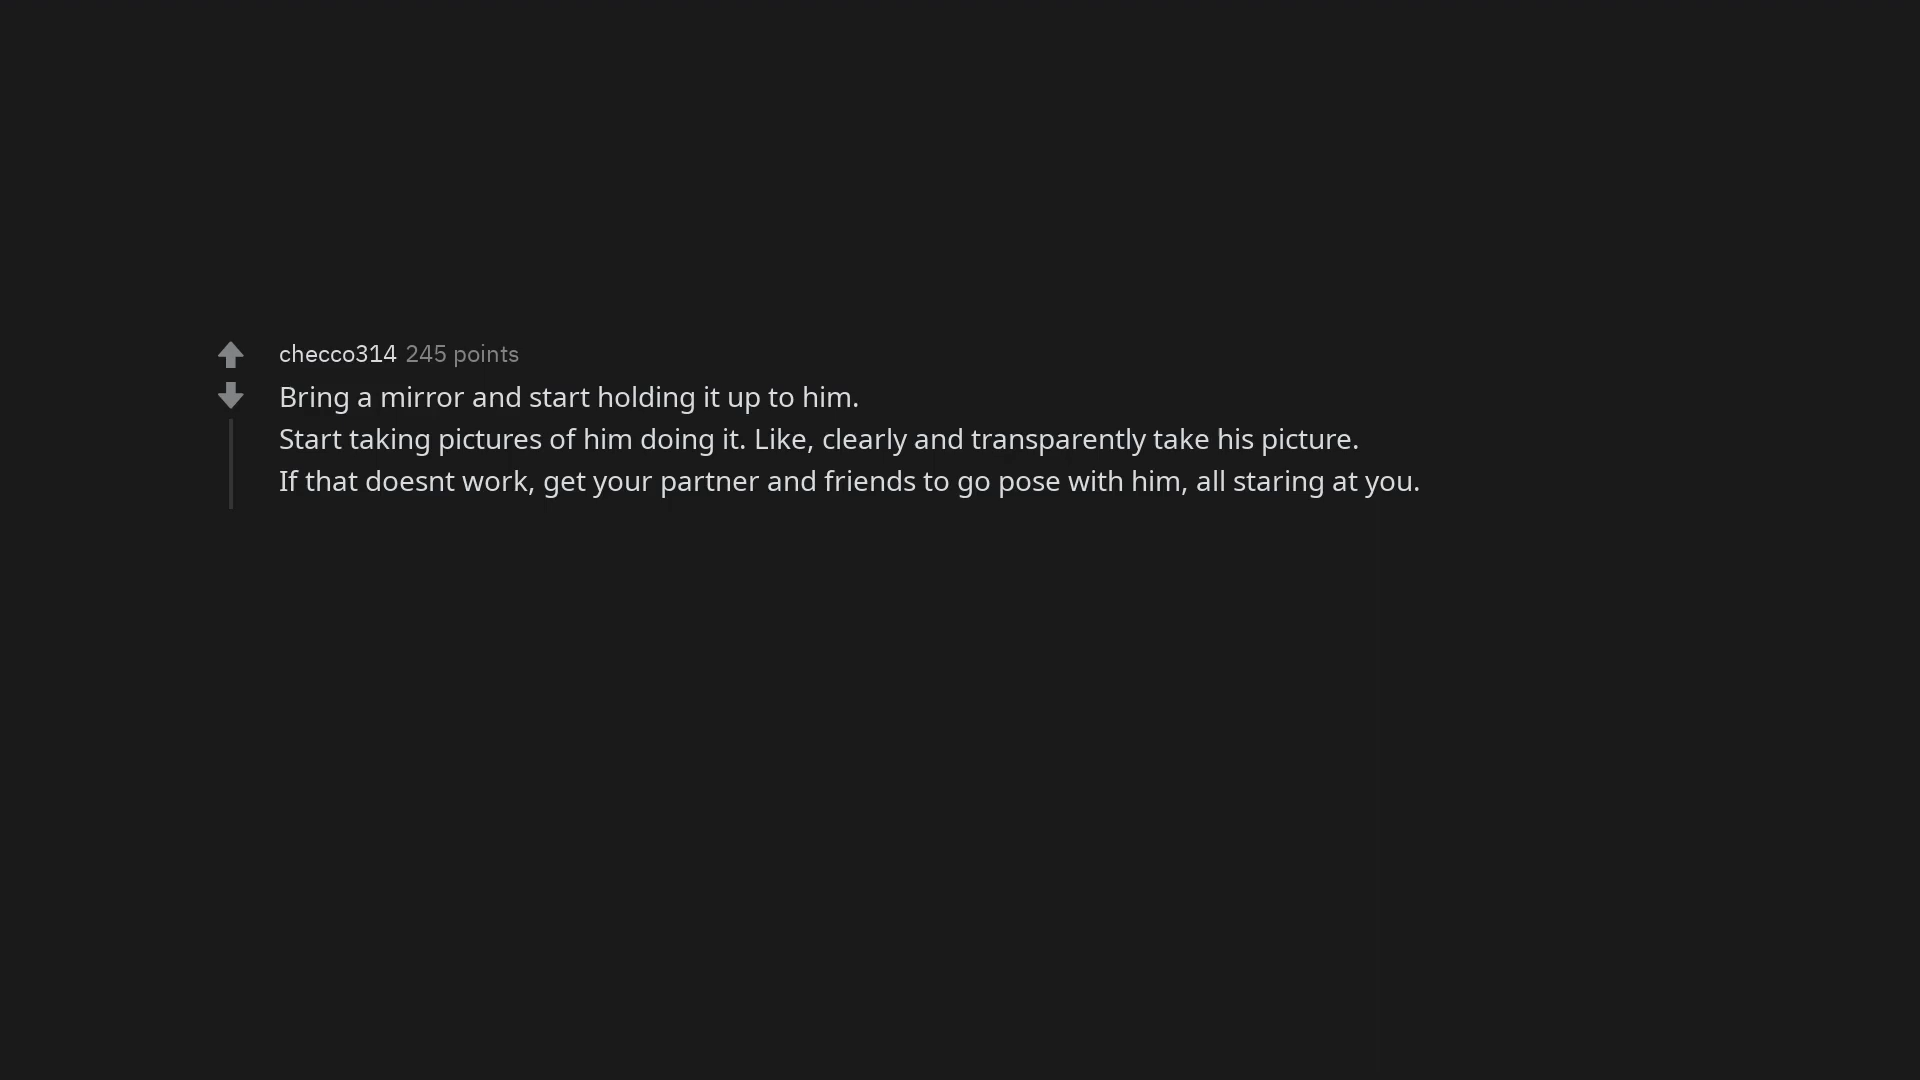 checco314 245 points
Bring a mirror and start holding it up to him.
Start taking pictures of him doing it. Like, clearly and transparently take his picture.
If that doesnt work, get your partner and friends to go pose with him, all staring at you.